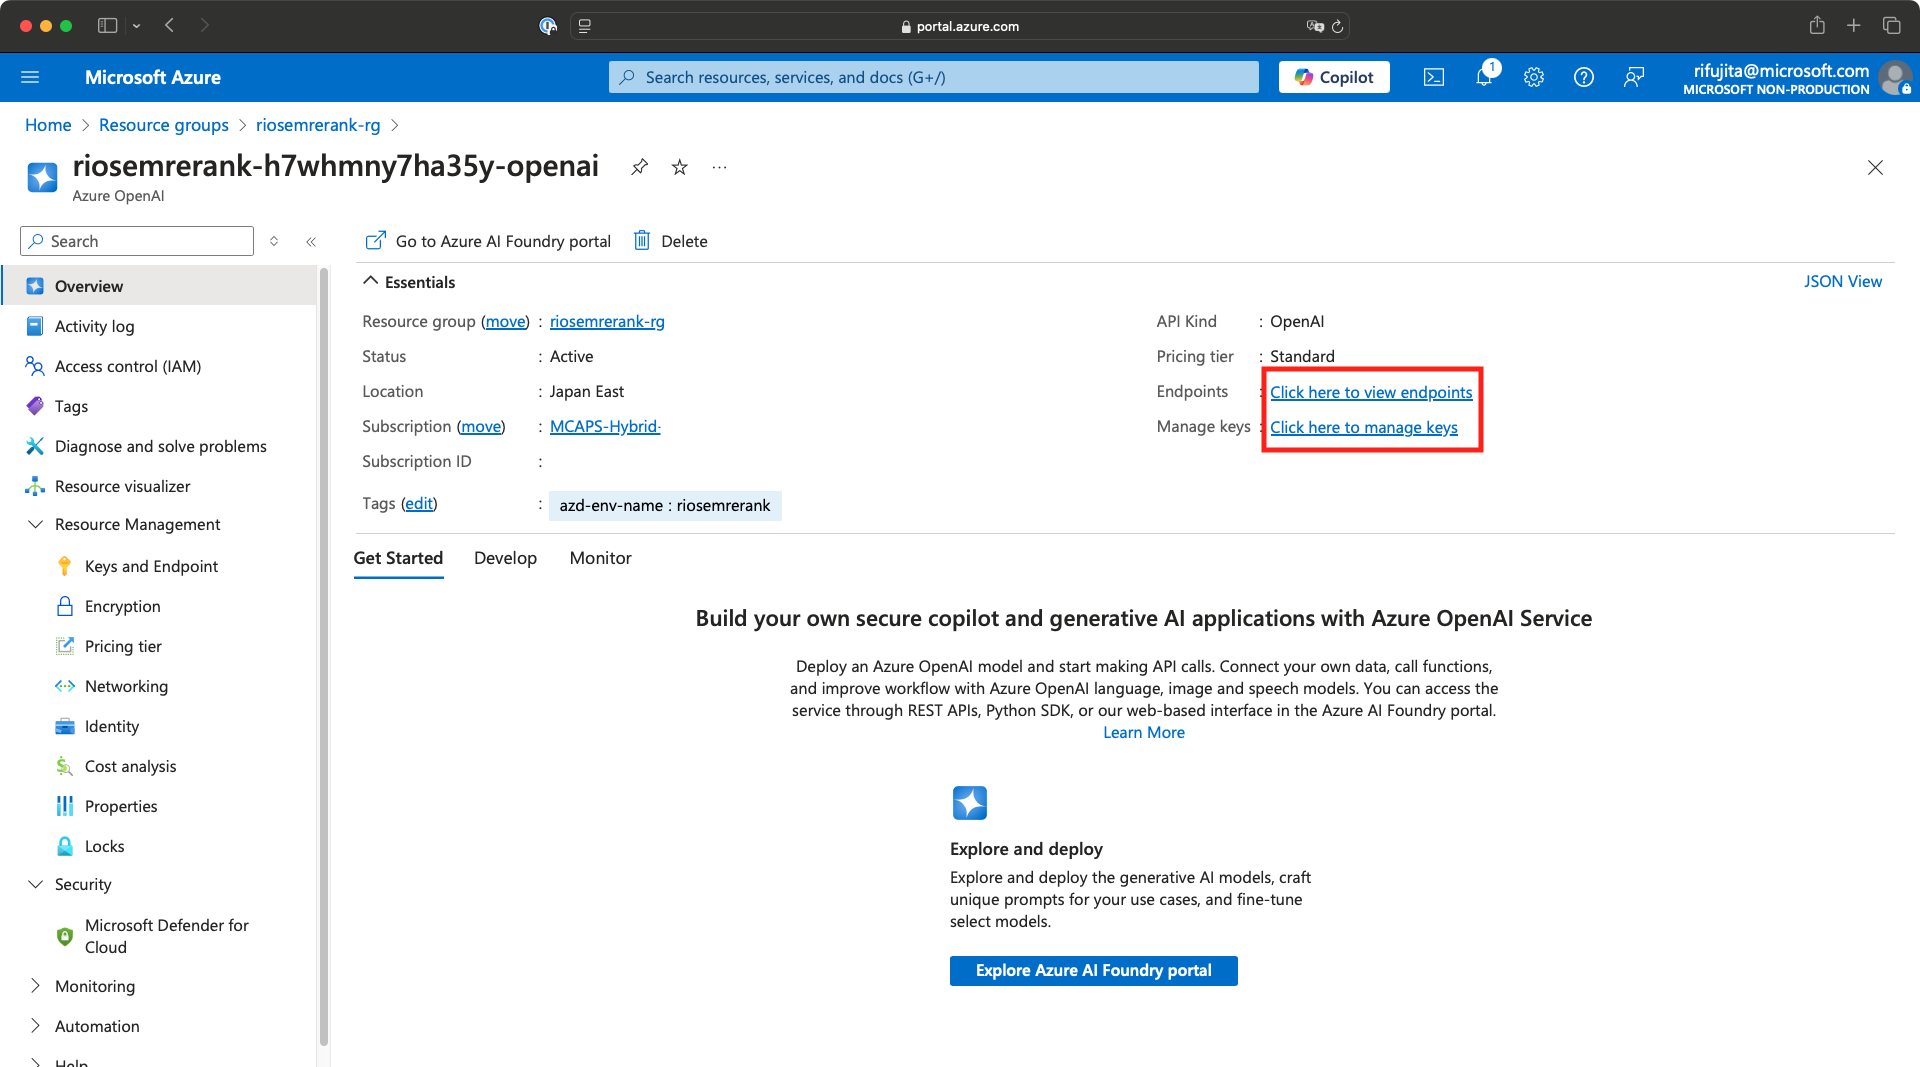 portal.azure.com
Microsoft Azure
Search resources, services, and docs (G+/)
Copilot
1
rifujita@microsoft.com
MICROSOFT NON-PRODUCTION
Home > Resource groups > riosemrerank-rg >
riosemrerank-h7whmny7ha35y-openai
Azure OpenAI
Search
Go to Azure AI Foundry portal
Delete
Overview
Activity log
Access control (IAM)
Tags
Diagnose and solve problems
Resource visualizer
Resource Management
Keys and Endpoint
Encryption
Pricing tier
Networking
Identity
Cost analysis
Properties
Locks
Security
Microsoft Defender for
Cloud
Monitoring
Automation
Help
Essentials
JSON View
Resource group (move) : riosemrerank-rg
Status : Active
Location : Japan East
Subscription (move) : MCAPS-Hybrid-
Subscription ID :
Tags (edit) : azd-env-name : riosemrerank
API Kind : OpenAI
Pricing tier : Standard
Endpoints : Click here to view endpoints
Manage keys : Click here to manage keys
Get Started
Develop
Monitor
Build your own secure copilot and generative AI applications with Azure OpenAI Service
Deploy an Azure OpenAI model and start making API calls. Connect your own data, call functions,
and improve workflow with Azure OpenAI language, image and speech models. You can access the
service through REST APIs, Python SDK, or our web-based interface in the Azure AI Foundry portal.
Learn More
Explore and deploy
Explore and deploy the generative AI models, craft
unique prompts for your use cases, and fine-tune
select models.
Explore Azure AI Foundry portal